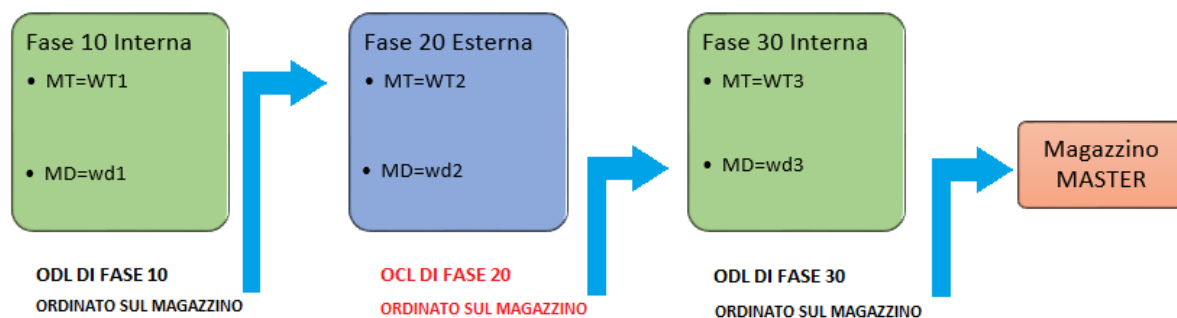 Fase 10 Interna
• MT=WT1
• MD=wd1
Fase 20 Esterna
• MT=WT2
• MD=wd2
Fase 30 Interna
• MT=WT3
• MD=wd3
Magazzino
MASTER
ODL DI FASE 10
ORDINATO SUL MAGAZZINO
OCL DI FASE 20
ORDINATO SUL MAGAZZINO
ODL DI FASE 30
ORDINATO SUL MAGAZZINO